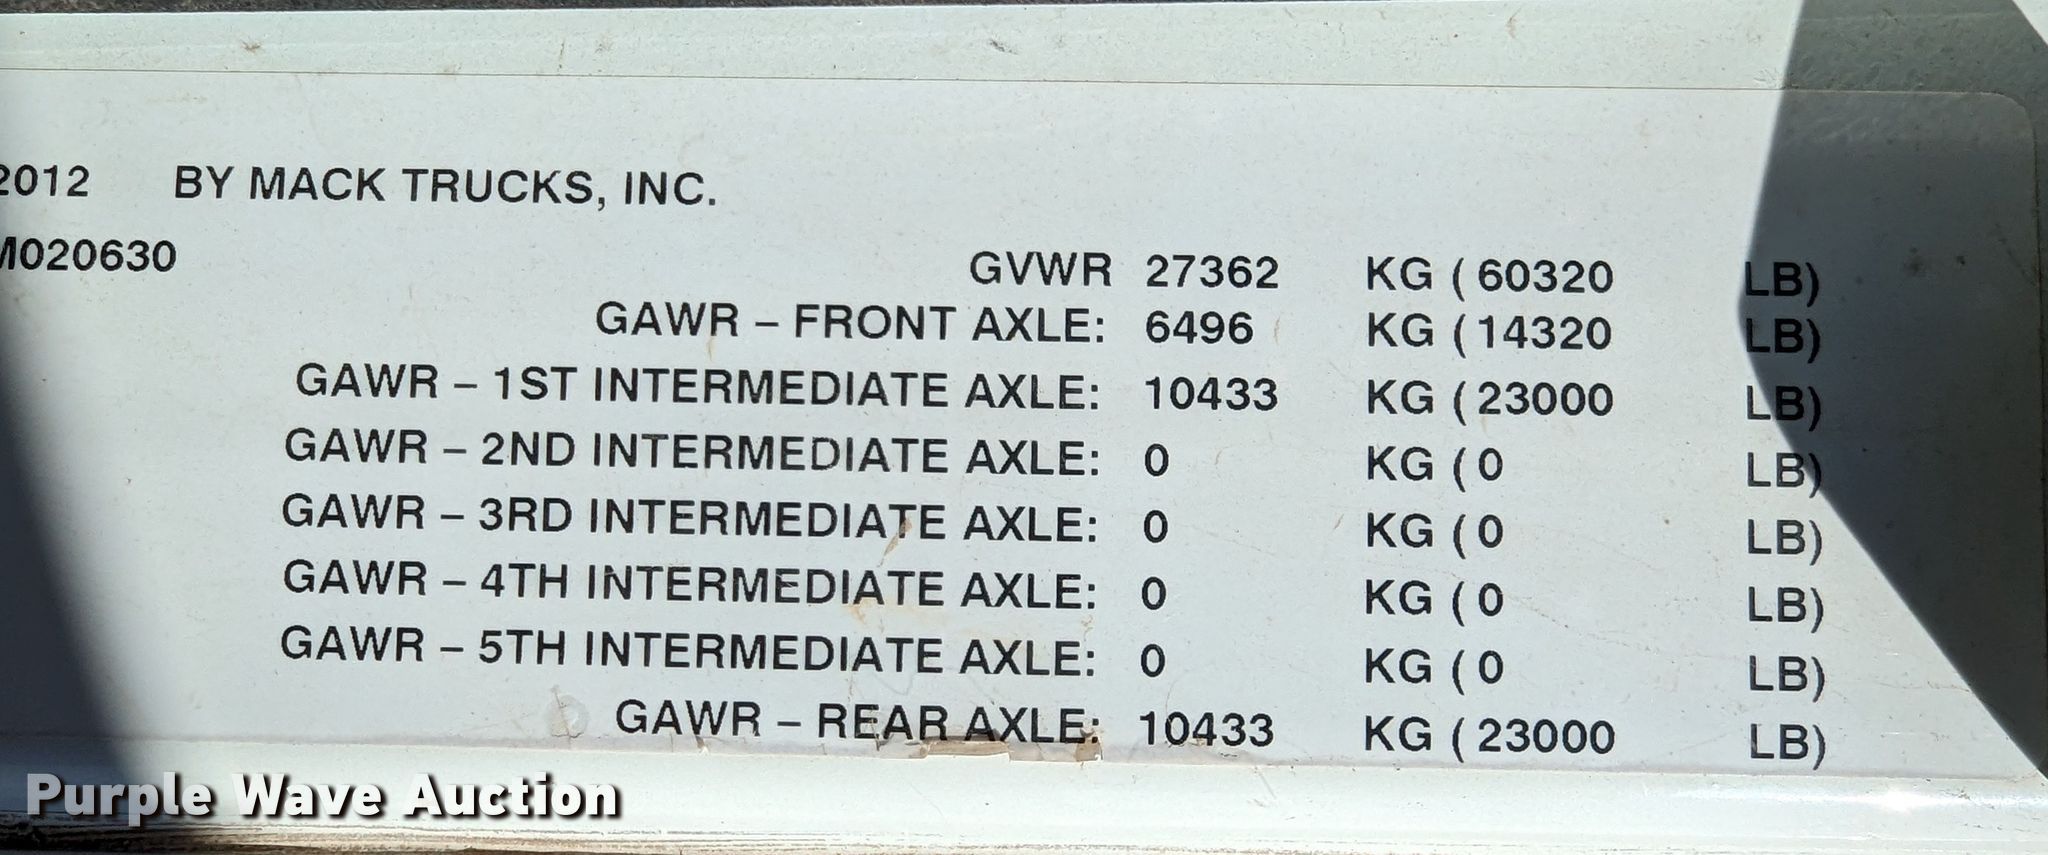 2012 BY MACK TRUCKS, INC.
M020630
GVWR 27362 KG (60320 LB)
GAWR – FRONT AXLE: 6496 KG (14320 LB)
GAWR – 1ST INTERMEDIATE AXLE: 10433 KG (23000 LB)
GAWR – 2ND INTERMEDIATE AXLE: 0 KG (0 LB)
GAWR – 3RD INTERMEDIATE AXLE: 0 KG (0 LB)
GAWR – 4TH INTERMEDIATE AXLE: 0 KG (0 LB)
GAWR – 5TH INTERMEDIATE AXLE: 0 KG (0 LB)
GAWR – REAR AXLE: 10433 KG (23000 LB)
Purple Wave Auction